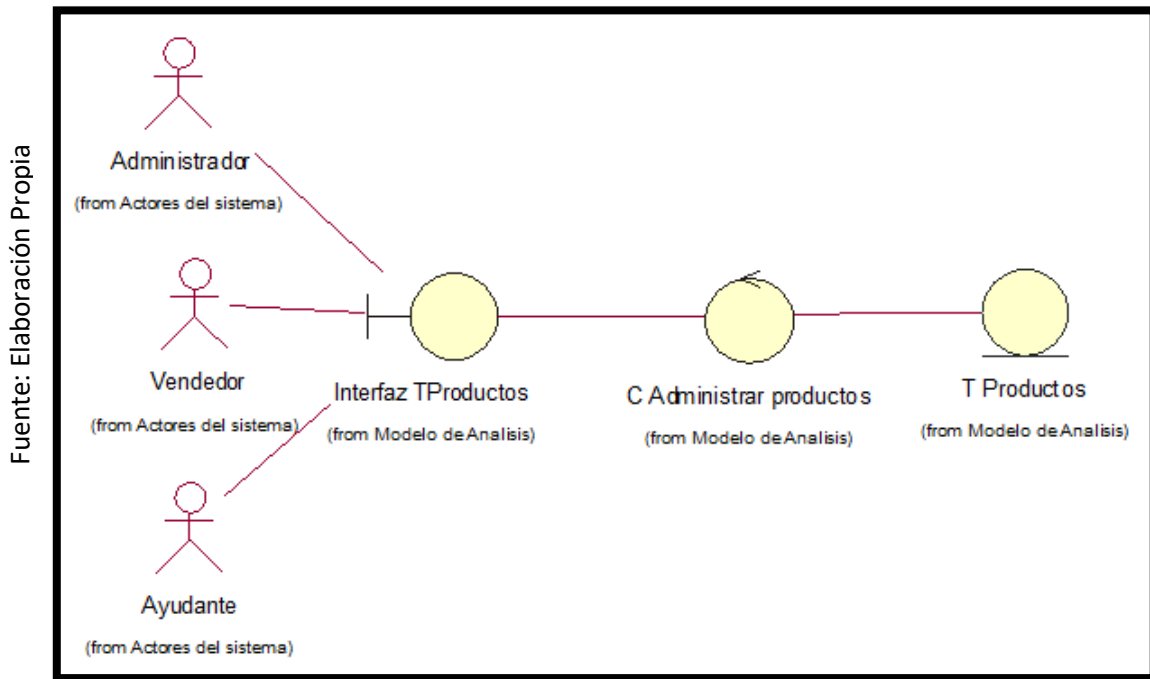 Fuente: Elaboración Propia
Administrador
(from Actores del sistema)
Vendedor
(from Actores del sistema)
Interfaz TProductos
(from Modelo de Analisis)
C Administrar productos
(from Modelo de Analisis)
T Productos
(from Modelo de Analisis)
Ayudante
(from Actores del sistema)